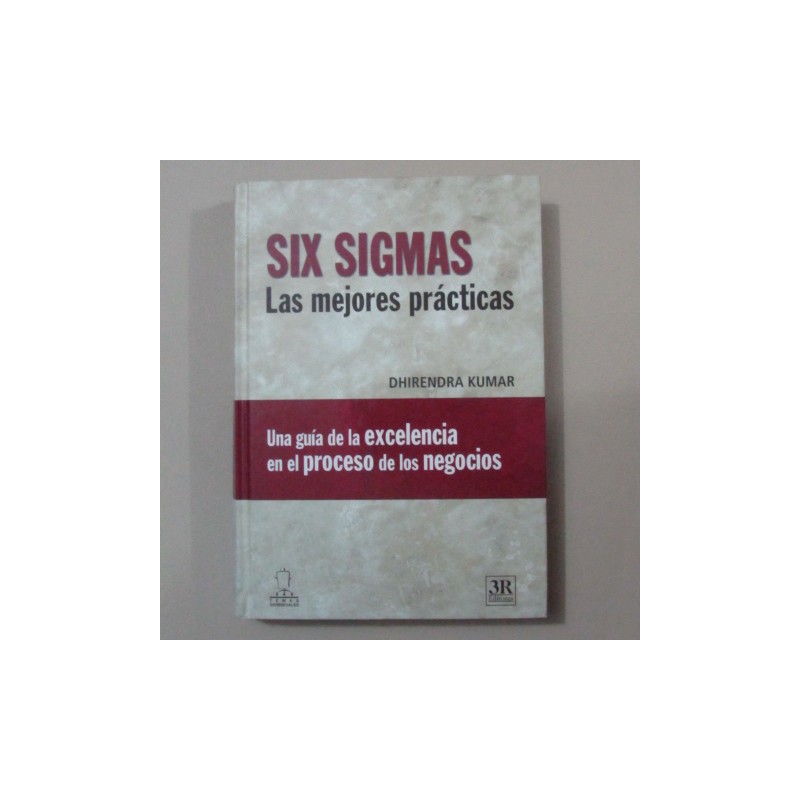 SIX SIGMAS
Las mejores prácticas
DHIRENDRA KUMAR
Una guía de la excelencia
en el proceso de los negocios
3R
Editores